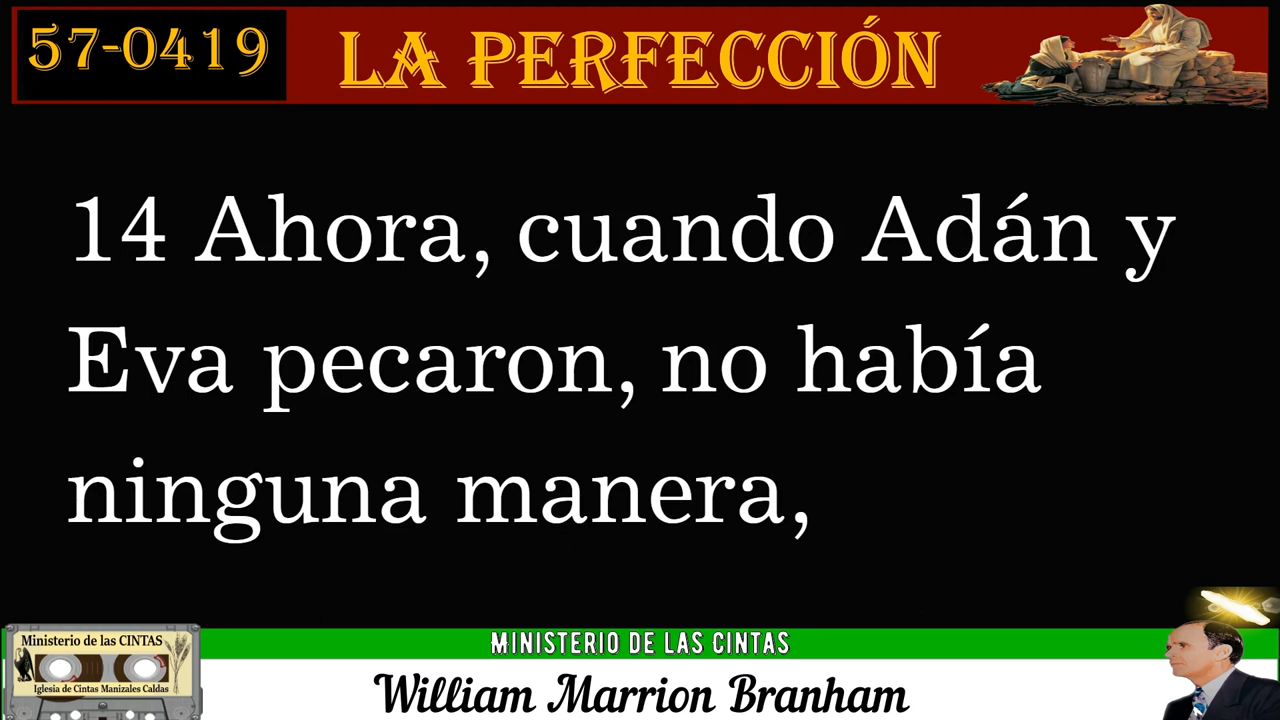 57-0419
LA PERFECCIÓN
14 Ahora, cuando Adán y
Eva pecaron, no había
ninguna manera,
MINISTERIO DE LAS CINTAS
Ministerio de las CINTAS
Iglesia de Cintas Manizales Caldas
William Marrion Branham